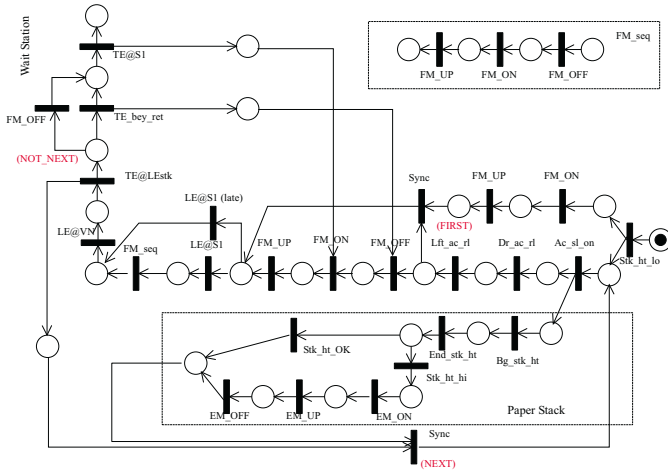 Wait Station
TE@S1
FM_seq
FM_UP
FM_ON
FM_OFF
FM_OFF
TE_bey_ret
(NOT_NEXT)
TE@LEstk
Sync
FM_UP
FM_ON
LE@S1 (late)
(FIRST)
LE@VN
FM_seq
LE@S1
FM_UP
FM_ON
FM_OFF
Lft_ac_rl
Dr_ac_rl
Ac_sl_on
Stk_ht_lo
Stk_ht_OK
End_stk_ht
Bg_stk_ht
Stk_ht_hi
EM_OFF
EM_UP
EM_ON
Paper Stack
Sync
(NEXT)